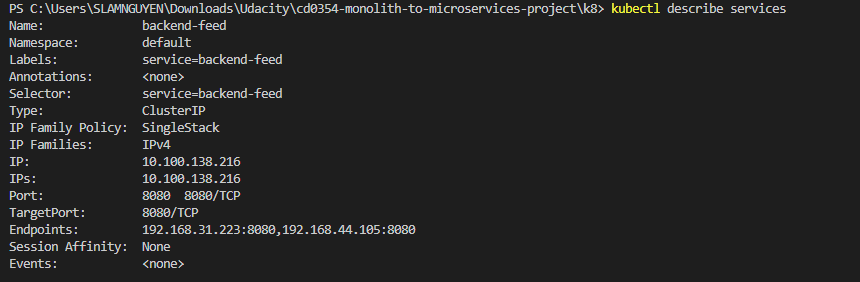 PS C:\Users\SLAMNGUYEN\Downloads\Udacity\cd0354-monolith-to-microservices-project\k8> kubectl describe services
Name:              backend-feed
Namespace:         default
Labels:            service=backend-feed
Annotations:       <none>
Selector:          service=backend-feed
Type:              ClusterIP
IP Family Policy:  SingleStack
IP Families:       IPv4
IP:                10.100.138.216
IPs:               10.100.138.216
Port:              8080  8080/TCP
TargetPort:        8080/TCP
Endpoints:         192.168.31.223:8080,192.168.44.105:8080
Session Affinity:  None
Events:            <none>